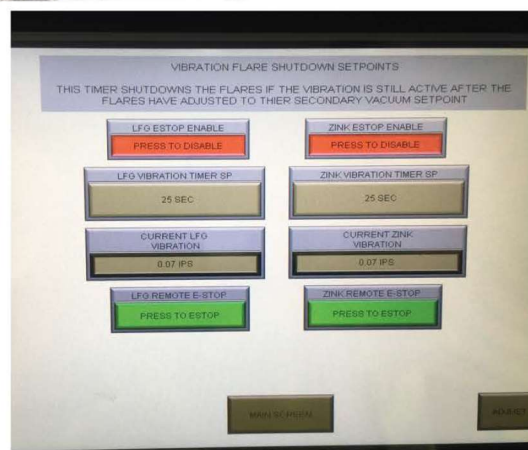 VIBRATION FLARE SHUTDOWN SETPOINTS
THIS TIMER SHUTDOWNS THE FLARES IF THE VIBRATION IS STILL ACTIVE AFTER THE
FLARES HAVE ADJUSTED TO THIER SECONDARY VACUUM SETPOINT
LFG ESTOP ENABLE
PRESS TO DISABLE
ZINK ESTOP ENABLE
PRESS TO DISABLE
LFG VIBRATION TIMER SP
25 SEC
ZINK VIBRATION TIMER SP
25 SEC
CURRENT LFG
VIBRATION
0.07 IPS
CURRENT ZINK
VIBRATION
0.07 IPS
LFG REMOTE E-STOP
PRESS TO ESTOP
ZINK REMOTE E-STOP
PRESS TO ESTOP
MAIN SCREEN